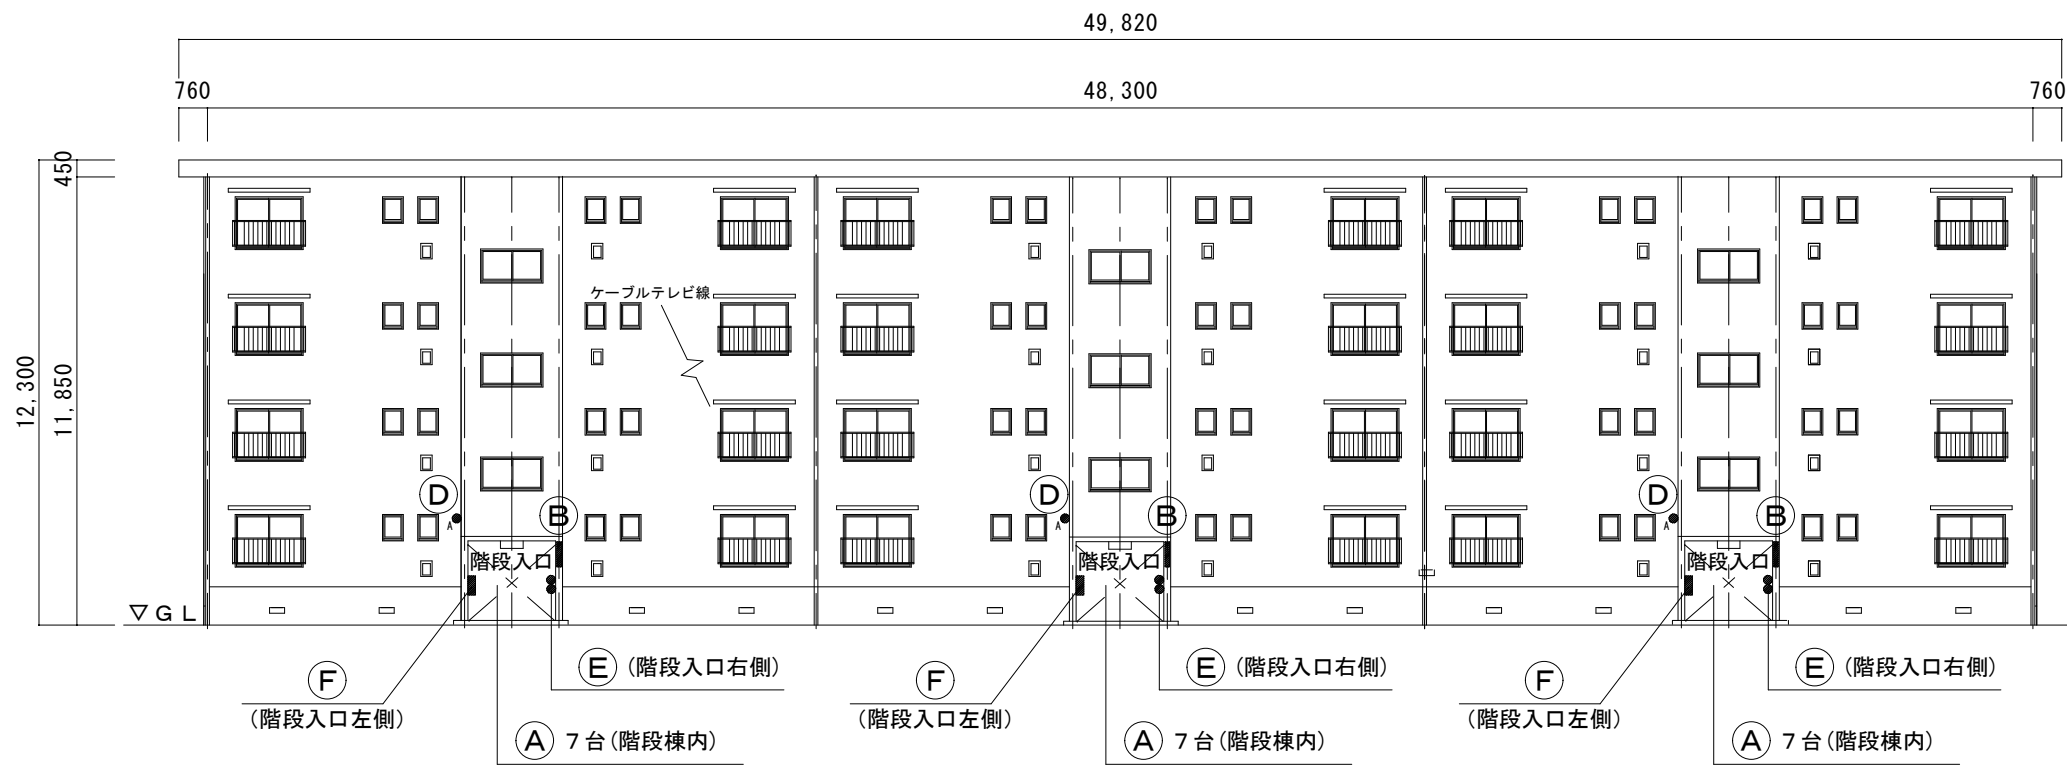 49,820
760
48,300
760
450
12,300
11,850
ケーブルテレビ線
D
B
D
B
D
B
A
A
A
階段入口
階段入口
階段入口
▽GL
F
(階段入口左側)
E (階段入口右側)
A 7台(階段棟内)
F
(階段入口左側)
E (階段入口右側)
A 7台(階段棟内)
F
(階段入口左側)
E (階段入口右側)
A 7台(階段棟内)